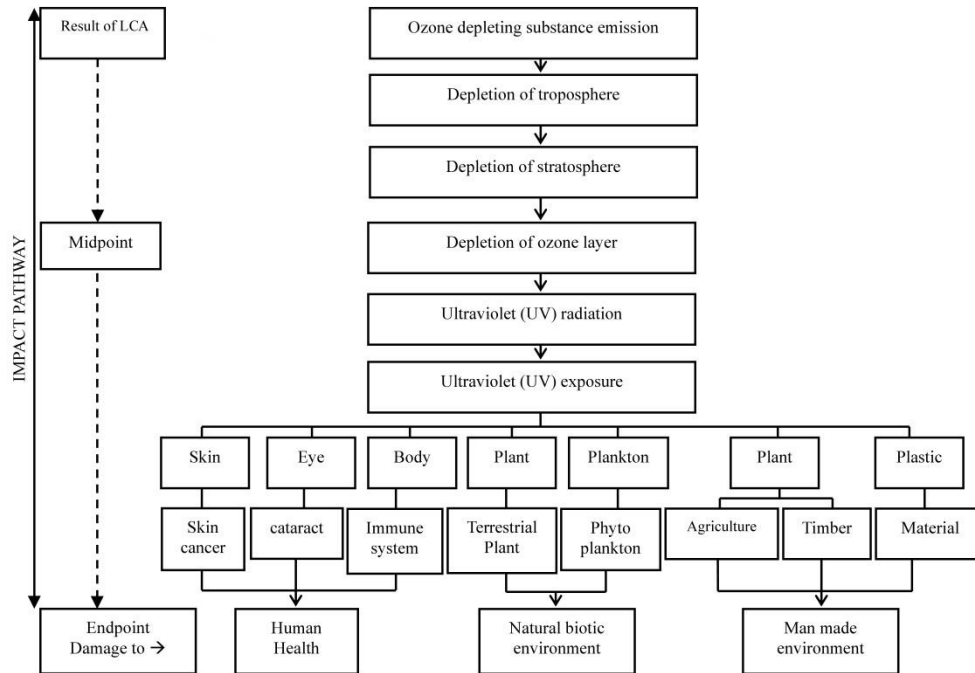 Result of LCA
Ozone depleting substance emission
Depletion of troposphere
Depletion of stratosphere
Midpoint
Depletion of ozone layer
IMPACT PATHWAY
Ultraviolet (UV) radiation
Ultraviolet (UV) exposure
Skin
Eye
Body
Plant
Plankton
Plant
Plastic
Skin
cancer
cataract
Immune
system
Terrestrial
Plant
Phyto
plankton
Agriculture
Timber
Material
Endpoint
Damage to →
Human
Health
Natural biotic
environment
Man made
environment